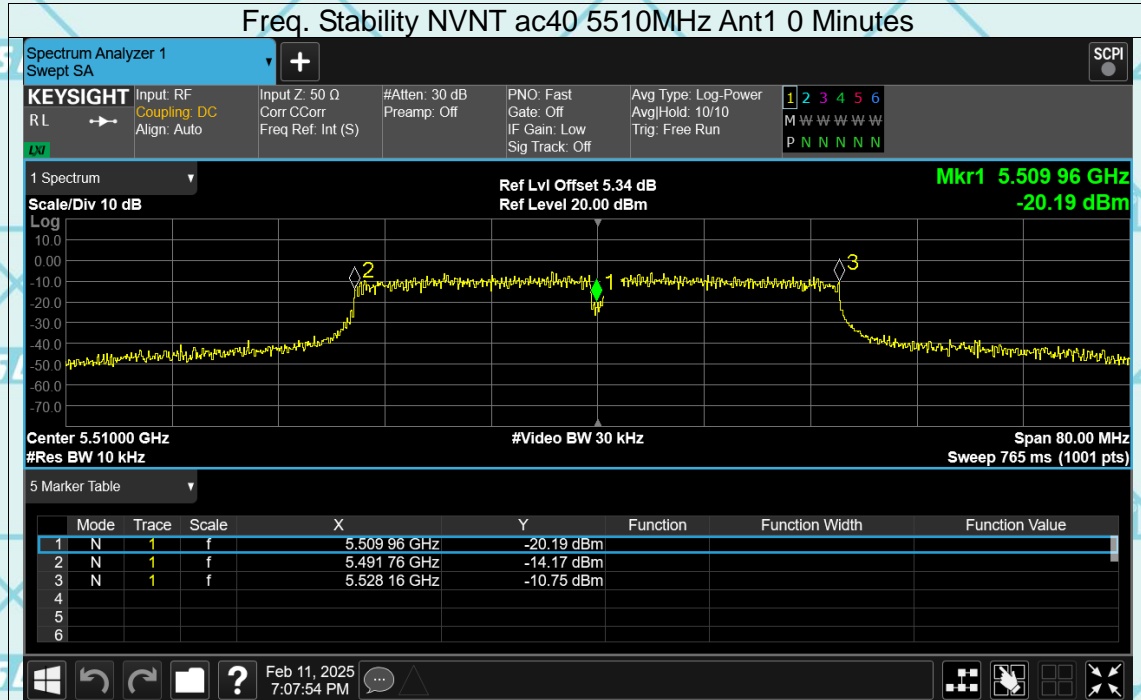 Freq. Stability NVNT ac40 5510MHz Ant1 0 Minutes
Spectrum Analyzer 1
Swept SA
+
SCPI
KEYSIGHT
RL
LXI
Input: RF
Coupling: DC
Align: Auto
Input Z: 50 Ω
Corr CCorr
Freq Ref: Int (S)
#Atten: 30 dB
Preamp: Off
PNO: Fast
Gate: Off
IF Gain: Low
Sig Track: Off
Avg Type: Log-Power
Avg|Hold: 10/10
Trig: Free Run
1 2 3 4 5 6
M W W W W W
P N N N N N
1 Spectrum
Scale/Div 10 dB
Ref Lvl Offset 5.34 dB
Ref Level 20.00 dBm
Mkr1 5.509 96 GHz
-20.19 dBm
Log
10.0
0.00
-10.0
-20.0
-30.0
-40.0
-50.0
-60.0
-70.0
2
1
3
Center 5.51000 GHz
#Res BW 10 kHz
#Video BW 30 kHz
Span 80.00 MHz
Sweep 765 ms (1001 pts)
5 Marker Table
Mode Trace Scale X Y Function Function Width Function Value
1 N 1 f 5.509 96 GHz -20.19 dBm
2 N 1 f 5.491 76 GHz -14.17 dBm
3 N 1 f 5.528 16 GHz -10.75 dBm
4
5
6
?
Feb 11, 2025
7:07:54 PM